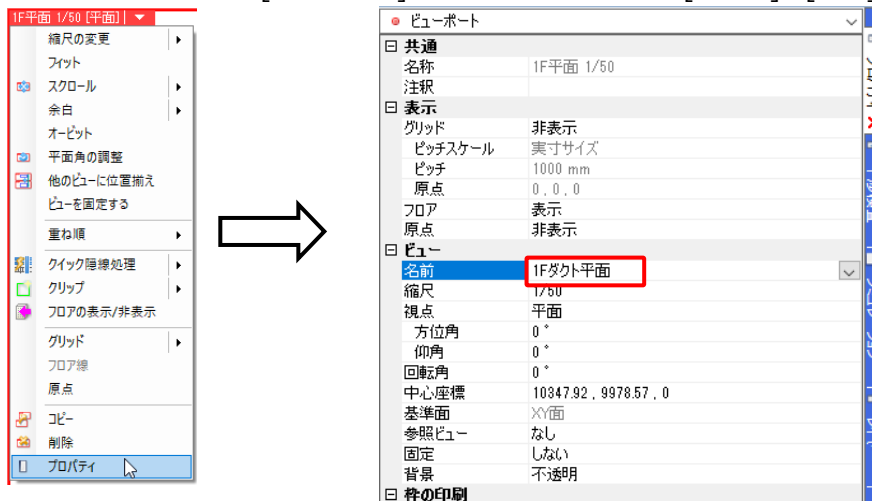 1F平面 1/50 [平面]
縮尺の変更
フィット
スクロール
余白
オービット
平面角の調整
他のビューに位置揃え
ビューを固定する
重ね順
クイック隠線処理
クリップ
フロアの表示/非表示
グリッド
フロア線
原点
コピー
削除
プロパティ
ビューポート
共通
名称 1F平面 1/50
注釈
表示
グリッド 非表示
ピッチスケール 実寸サイズ
ピッチ 1000 mm
原点 0 , 0 , 0
フロア 表示
原点 非表示
ビュー
名前 1Fダクト平面
縮尺 1/50
視点 平面
方位角 0 °
仰角 0 °
回転角 0 °
中心座標 10347.92 , 9978.57 , 0
基準面 XY面
参照ビュー なし
固定 しない
背景 不透明
枠の印刷